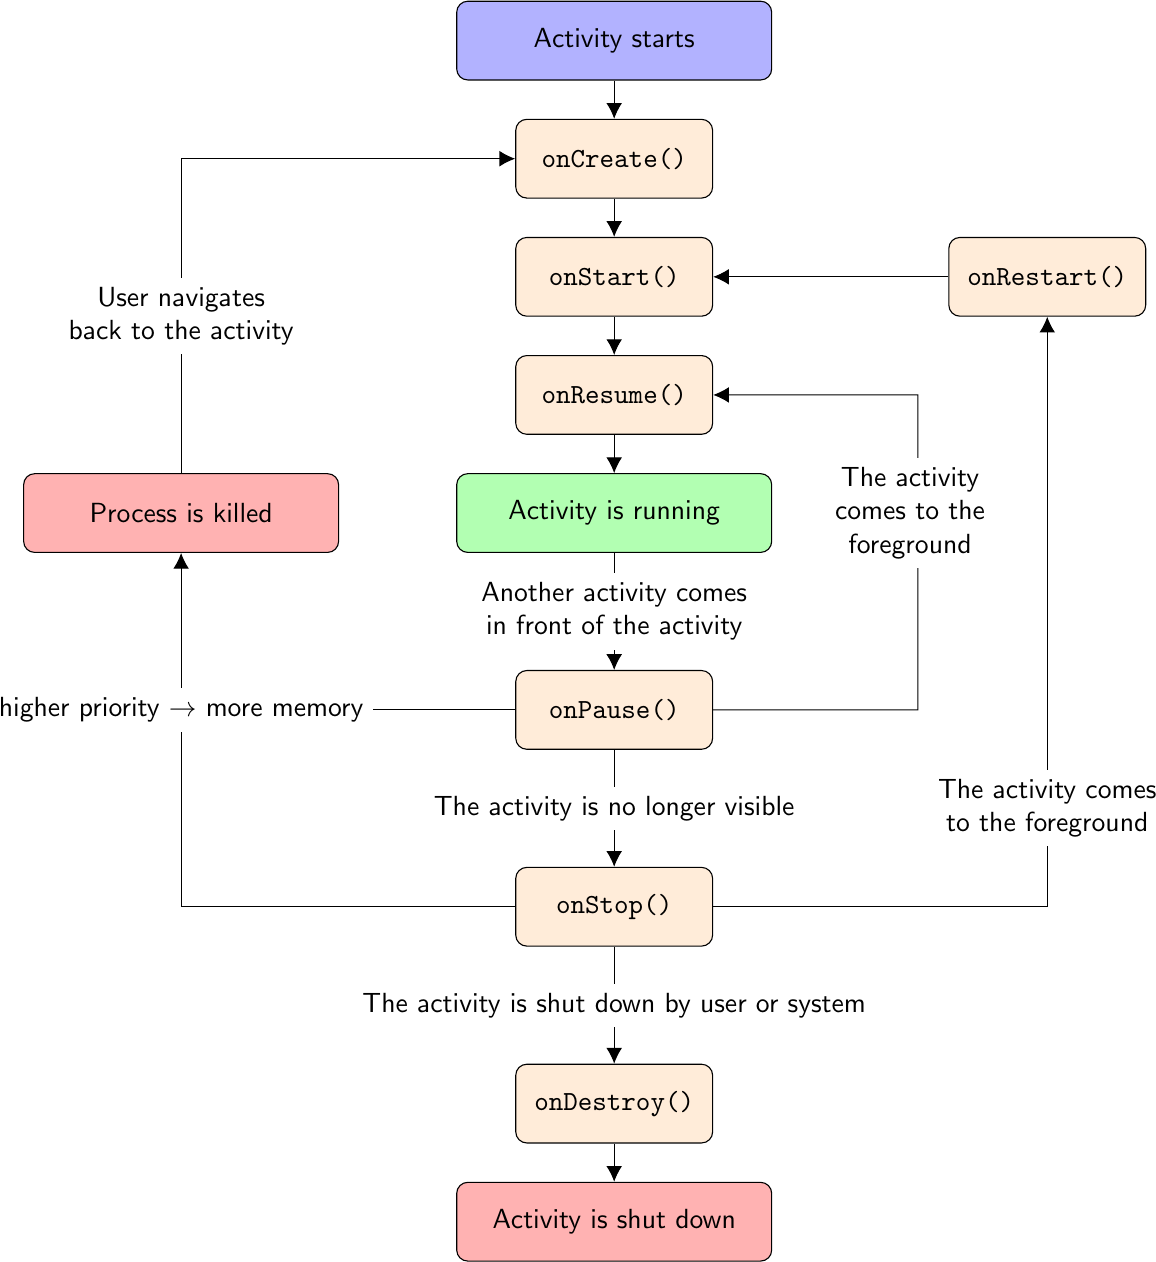 Activity starts
onCreate()
onStart()
onRestart()
User navigates
back to the activity
onResume()
Process is killed
Activity is running
The activity
comes to the
foreground
Another activity comes
in front of the activity
higher priority → more memory
onPause()
The activity is no longer visible
The activity comes
to the foreground
onStop()
The activity is shut down by user or system
onDestroy()
Activity is shut down